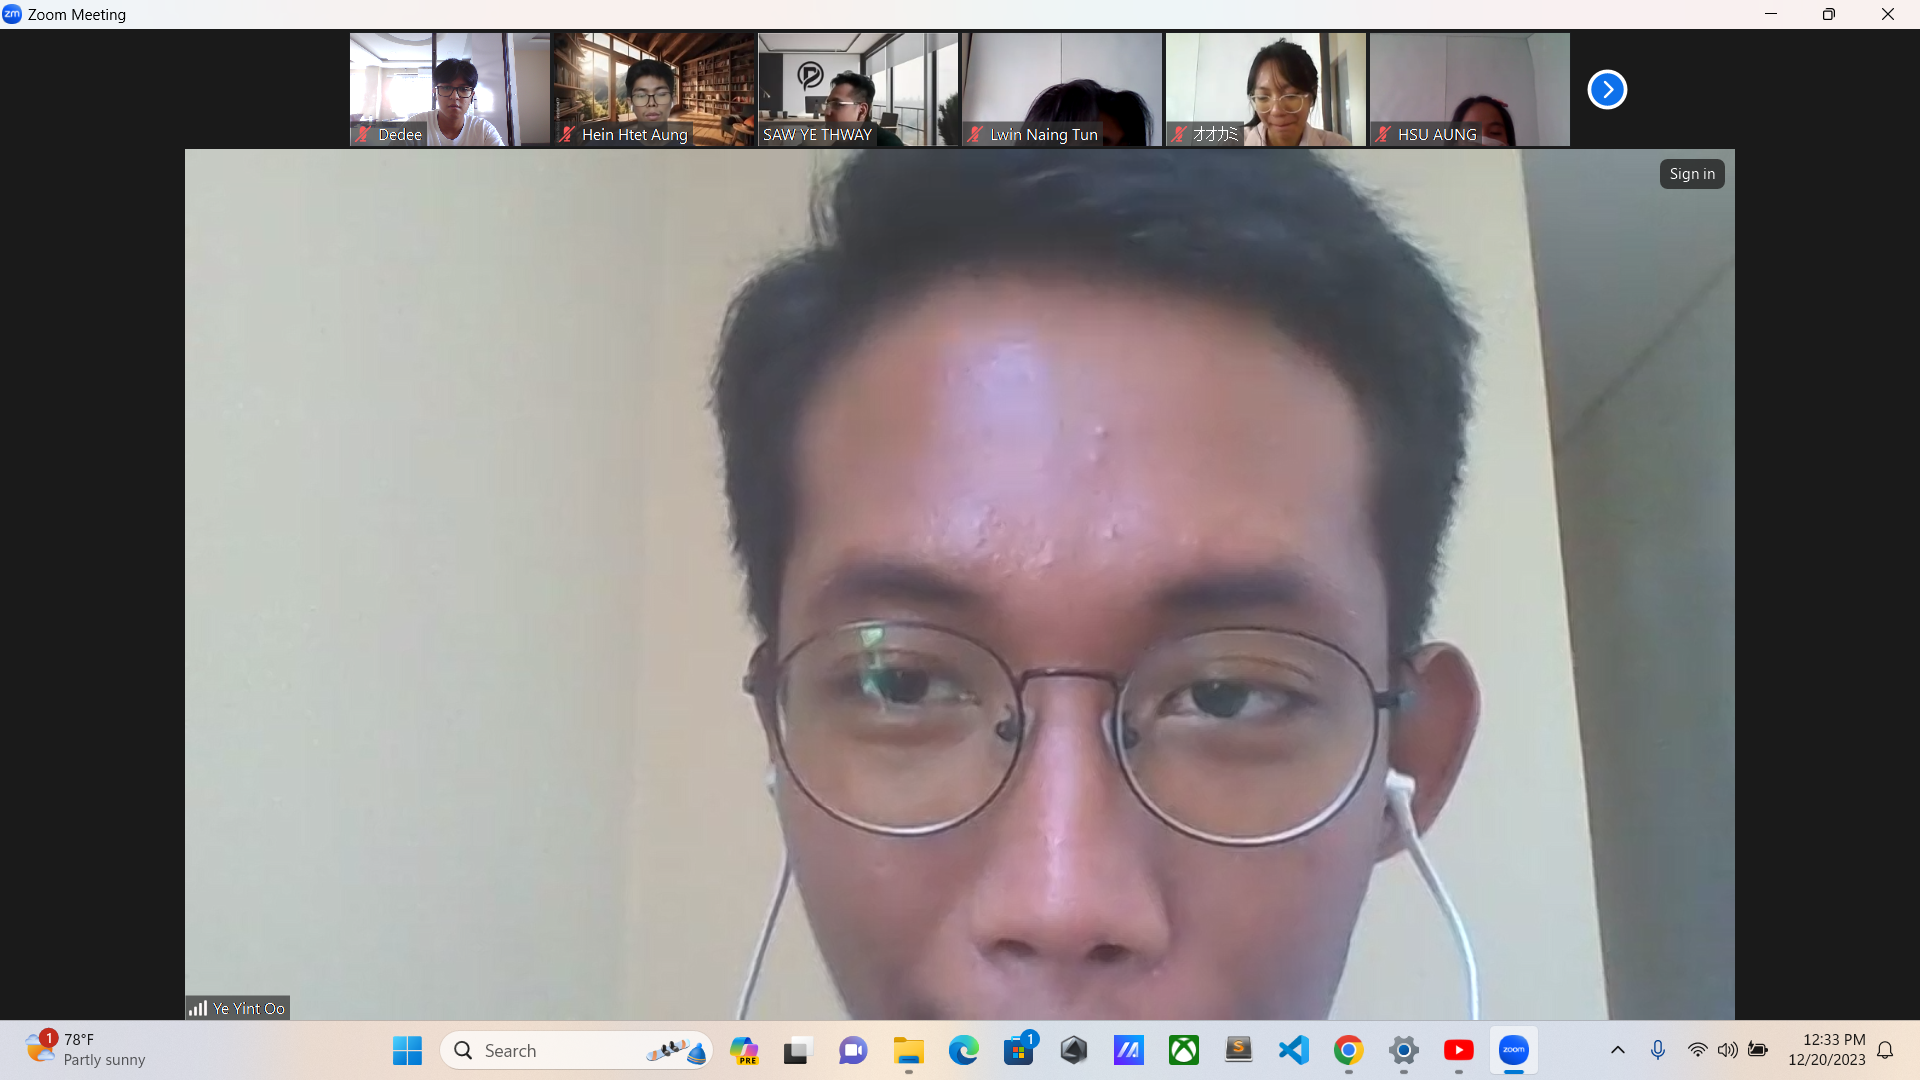 zm Zoom Meeting
Dedee
Hein Htet Aung
SAW YE THWAY
Lwin Naing Tun
オオカミ
HSU AUNG
Sign in
Ye Yint Oo
1
78°F
Partly sunny
Search
PRE
1
S
zoom
12:33 PM
12/20/2023